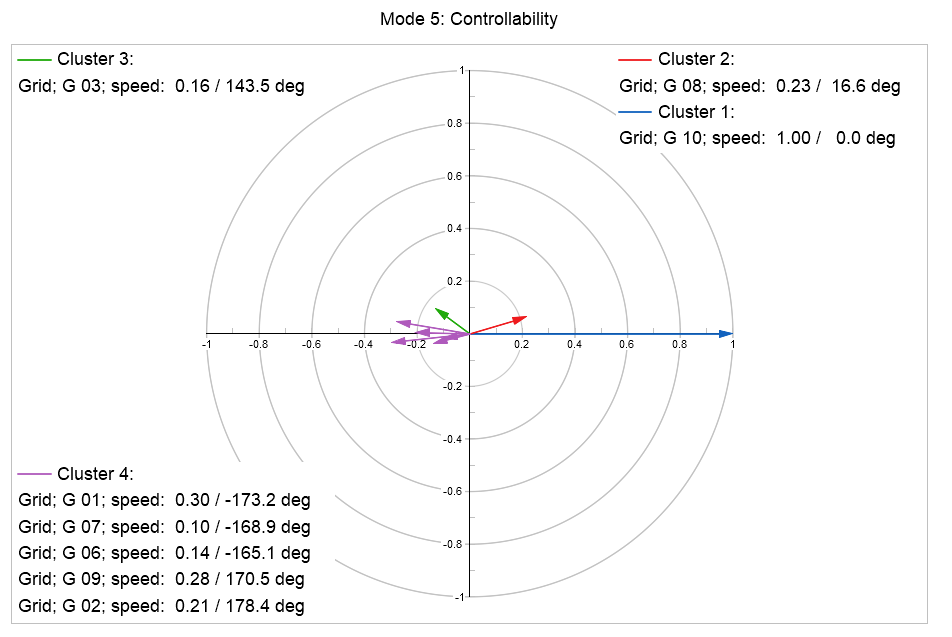 Mode 5: Controllability
Cluster 3:
Grid; G 03; speed: 0.16 / 143.5 deg
Cluster 2:
Grid; G 08; speed: 0.23 / 16.6 deg
Cluster 1:
Grid; G 10; speed: 1.00 / 0.0 deg
1
0.8
0.6
0.4
0.2
-1
-0.8
-0.6
-0.4
-0.2
0.2
0.4
0.6
0.8
1
-0.2
-0.4
-0.6
-0.8
-1
Cluster 4:
Grid; G 01; speed: 0.30 / -173.2 deg
Grid; G 07; speed: 0.10 / -168.9 deg
Grid; G 06; speed: 0.14 / -165.1 deg
Grid; G 09; speed: 0.28 / 170.5 deg
Grid; G 02; speed: 0.21 / 178.4 deg